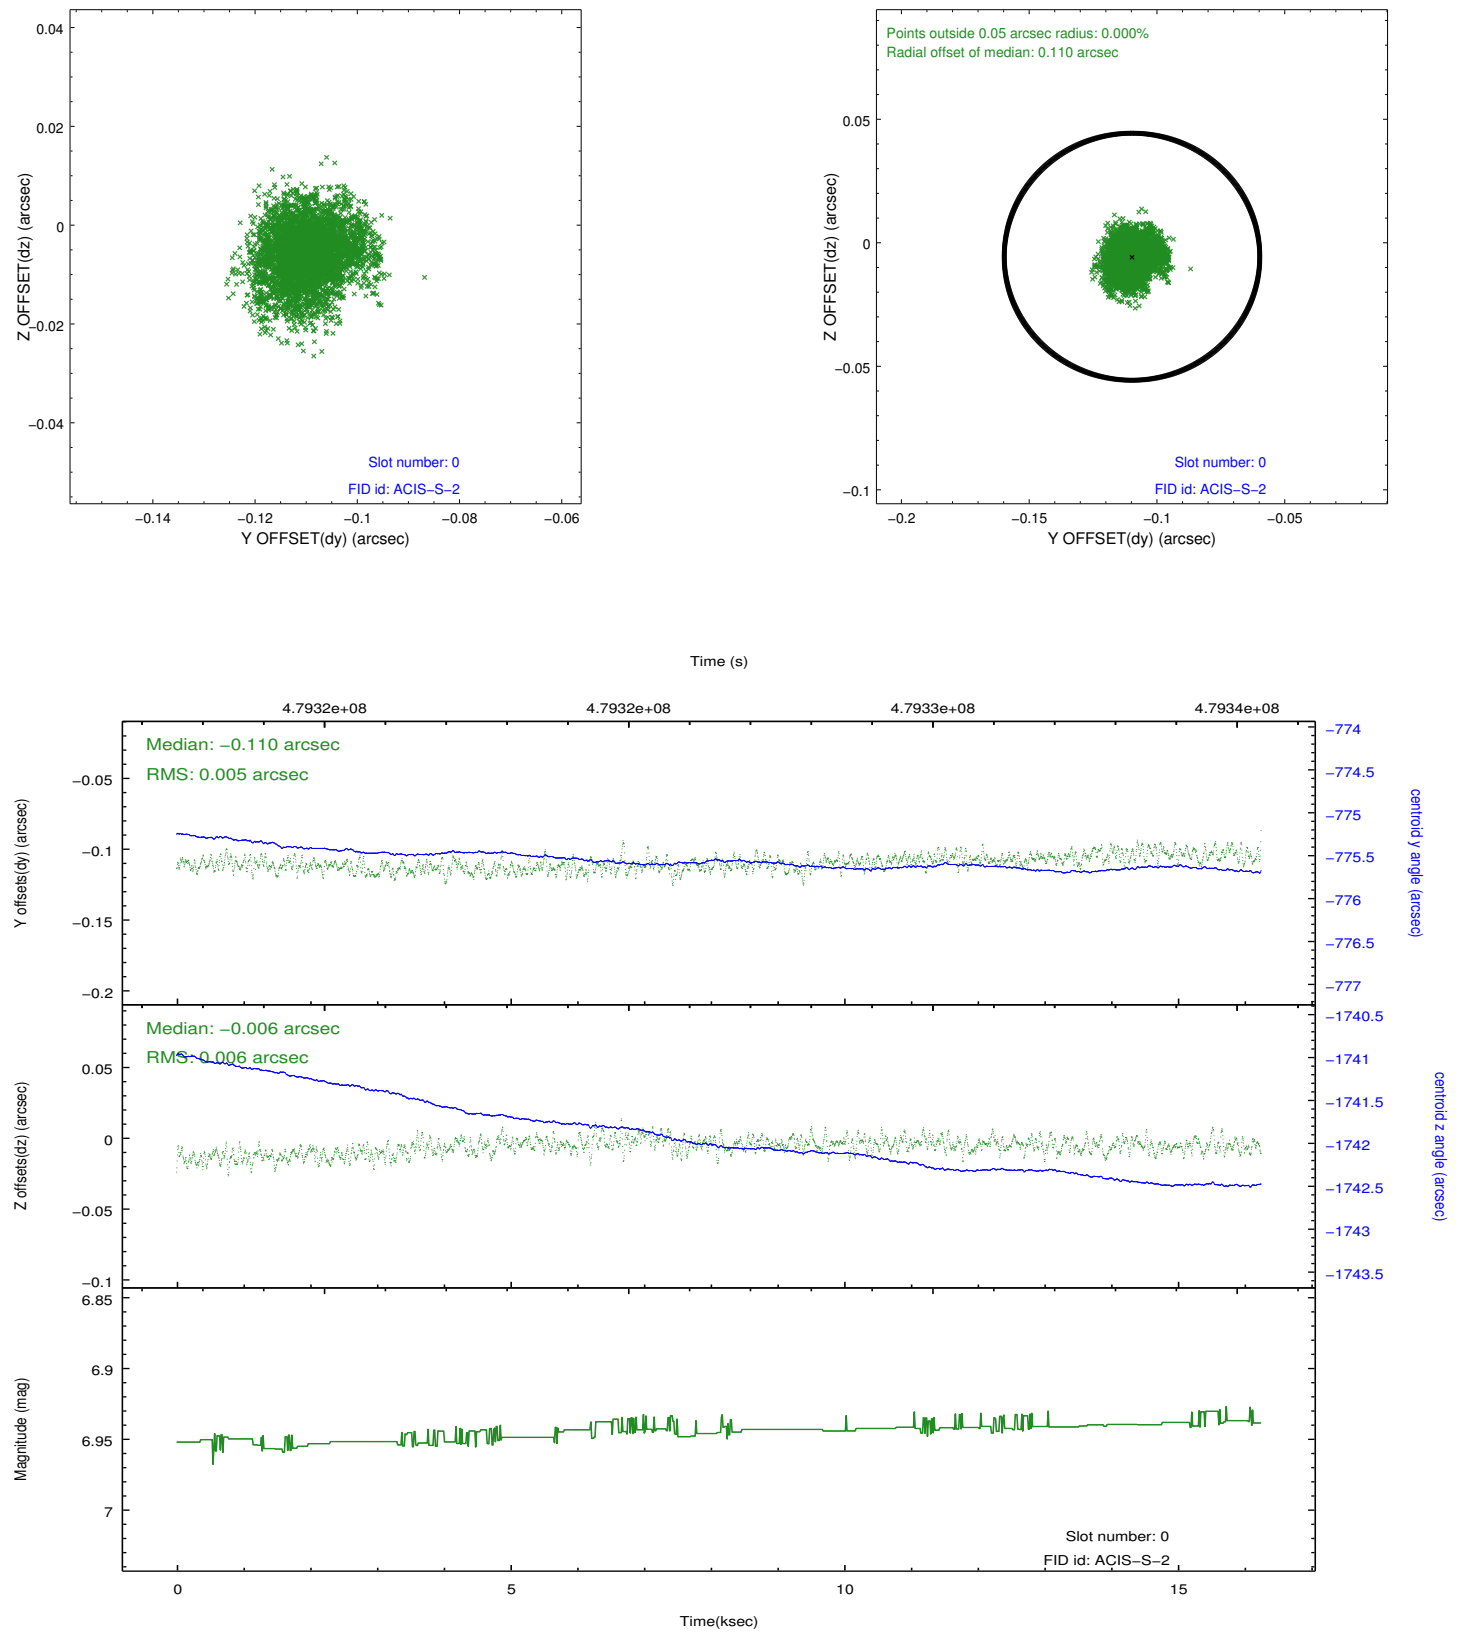 0.04
0.02
0
−0.02
−0.04
Z OFFSET(dz) (arcsec)
Slot number: 0
FID id: ACIS−S−2
−0.14
−0.12
−0.1
−0.08
−0.06
Y OFFSET(dy) (arcsec)
Points outside 0.05 arcsec radius: 0.000%
Radial offset of median: 0.110 arcsec
0.05
0
−0.05
−0.1
Z OFFSET(dz) (arcsec)
Slot number: 0
FID id: ACIS−S−2
−0.2
−0.15
−0.1
−0.05
Y OFFSET(dy) (arcsec)
Time (s)
4.7932e+08
4.7932e+08
4.7933e+08
4.7934e+08
Median: −0.110 arcsec
RMS: 0.005 arcsec
−0.05
−0.1
−0.15
−0.2
Y offsets(dy) (arcsec)
−774
−774.5
−775
−775.5
−776
−776.5
−777
centroid y angle (arcsec)
Median: −0.006 arcsec
RMS: 0.006 arcsec
0.05
0
−0.05
−0.1
Z offsets(dz) (arcsec)
−1740.5
−1741
−1741.5
−1742
−1742.5
−1743
−1743.5
centroid z angle (arcsec)
6.85
6.9
6.95
7
Magnitude (mag)
Slot number: 0
FID id: ACIS−S−2
0
5
10
15
Time(ksec)